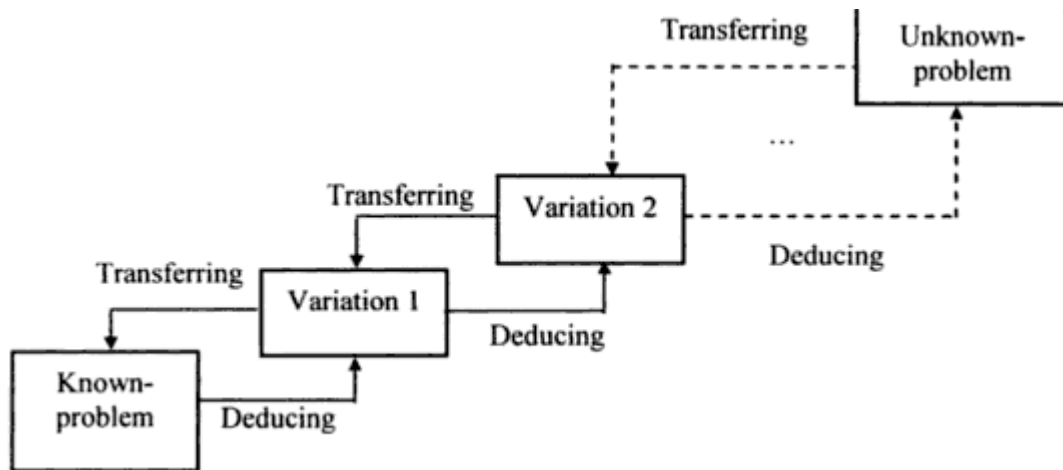 Transferring
Unknown-
problem
...
Transferring
Variation 2
Deducing
Transferring
Variation 1
Deducing
Known-
problem
Deducing